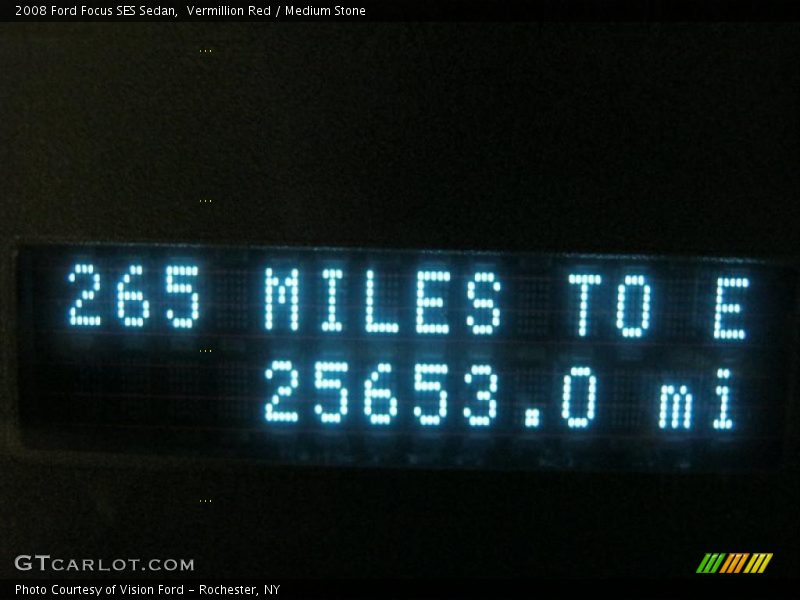 2008 Ford Focus SES Sedan, Vermillion Red / Medium Stone
...
...
265 MILES TO E
...
25653.0 mi
...
GTCARLOT.COM
Photo Courtesy of Vision Ford - Rochester, NY